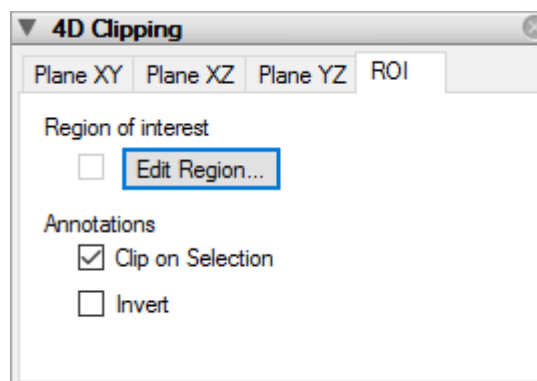 4D Clipping
Plane XY Plane XZ Plane YZ ROI
Region of interest
Edit Region...
Annotations
Clip on Selection
Invert